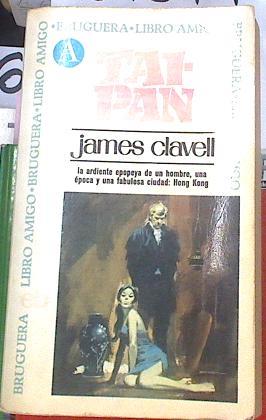 BRUGUERA • LIBRO AMIGO • BRUGUERA • LIBRO AMIGO • BRUGUERA • LIBRO
A
TAI-
PAN
james clavell
la ardiente epopeya de un hombre, una
época y una fabulosa ciudad: Hong Kong